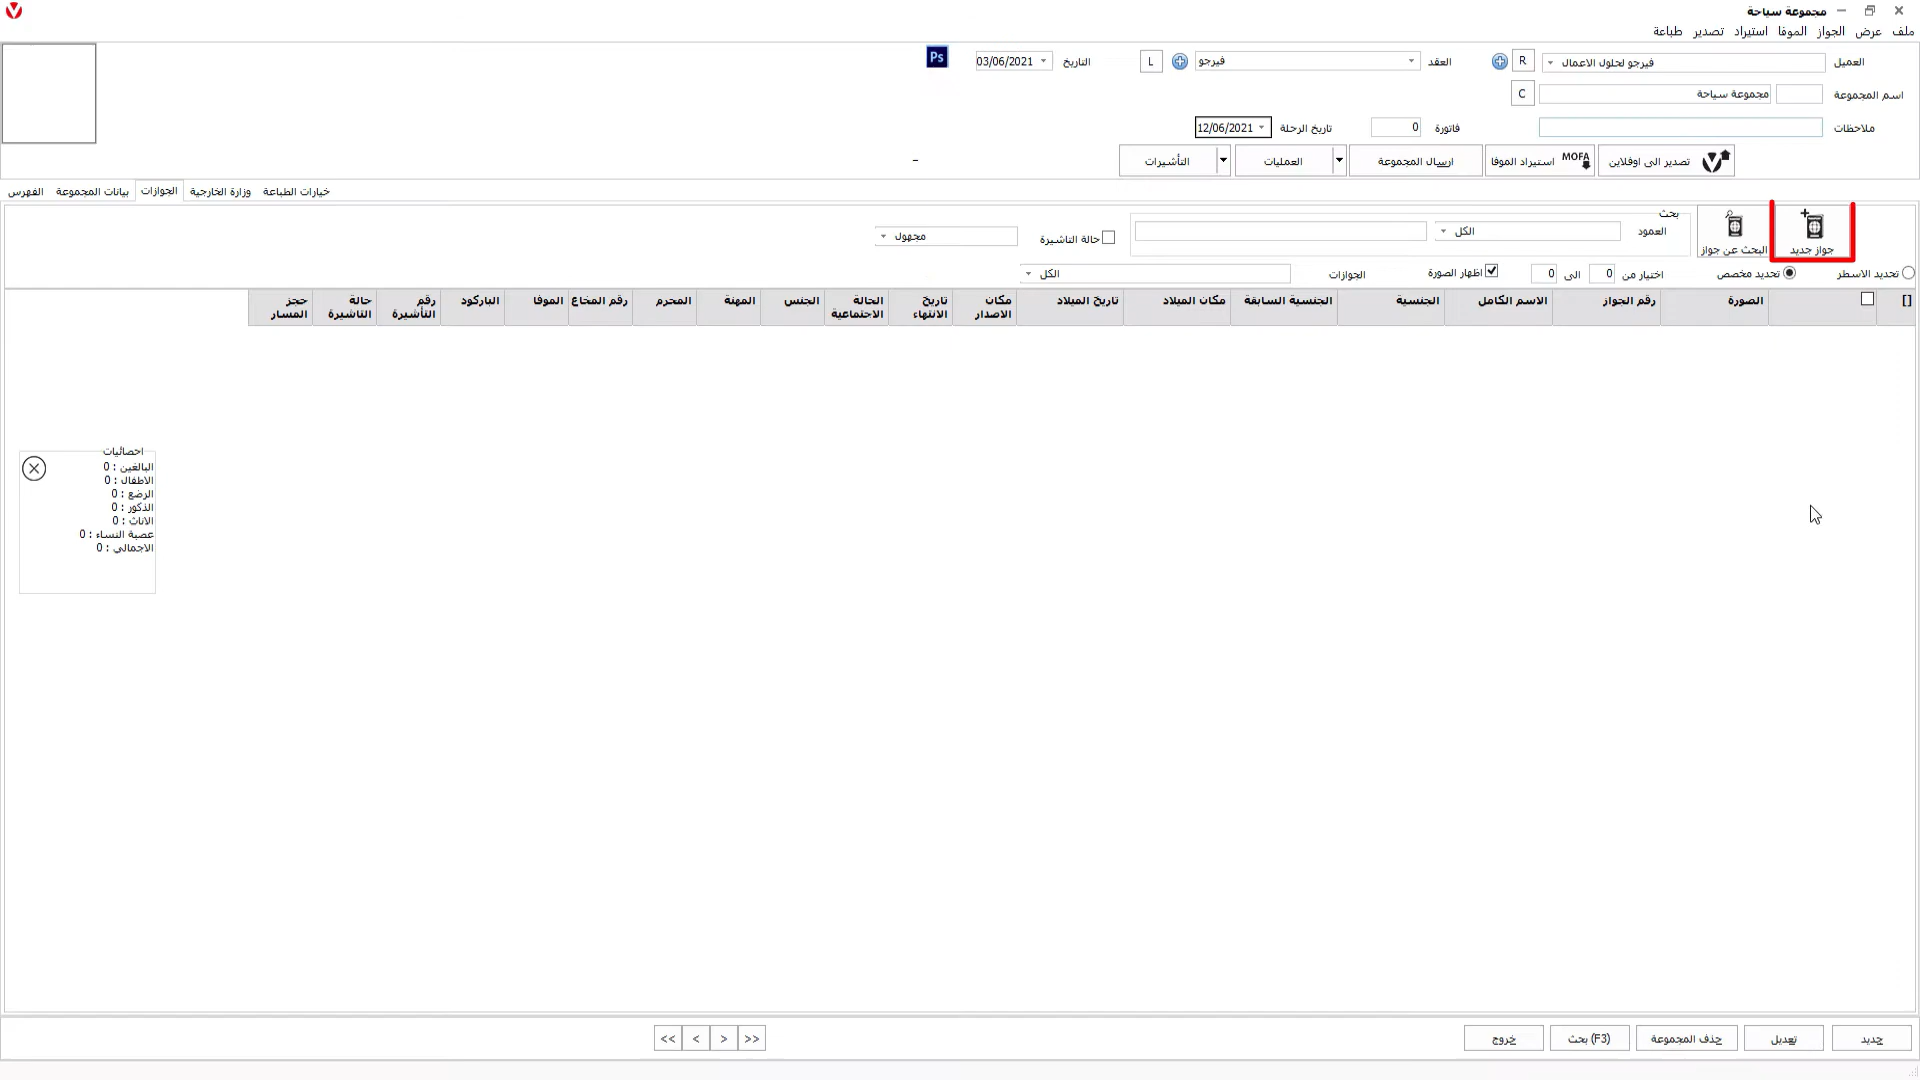 مجموعة سياحة
ملف عرض الجواز الموفا استيراد تصدير طباعة
العميل فيرجو لحلول الاعمال R العقد فيرجو L التاريخ 03/06/2021 Ps
اسم المجموعة مجموعة سياحة C
ملاحظات فاتورة 0 تاريخ الرحلة 12/06/2021
تصدير الى اوفلاين استيراد الموفا MOFA ارسال المجموعة العمليات التأشيرات -
خيارات الطباعة وزارة الخارجية الجوازات بيانات المجموعة الفهرس
جواز جديد البحث عن جواز
بحث
العمود الكل
حالة التاشيرة مجهول
تحديد الاسطر تحديد مخصص اختيار من 0 الى 0 اظهار الصورة الجوازات الكل
[] الصورة رقم الجواز الاسم الكامل الجنسية الجنسية السابقة مكان الميلاد تاريخ الميلاد مكان الاصدار تاريخ الانتهاء الحالة الاجتماعية الجنس المهنة المحرم رقم المخاع الموفا الباركود رقم التأشيرة حالة التاشيرة حجز المسار
احصائيات
البالغين : 0
الاطفال : 0
الرضع : 0
الذكور : 0
الاناث : 0
عصبة النساء : 0
الاجمالي : 0
جديد تعديل حذف المجموعة بحث (F3) خروج >> > < <<